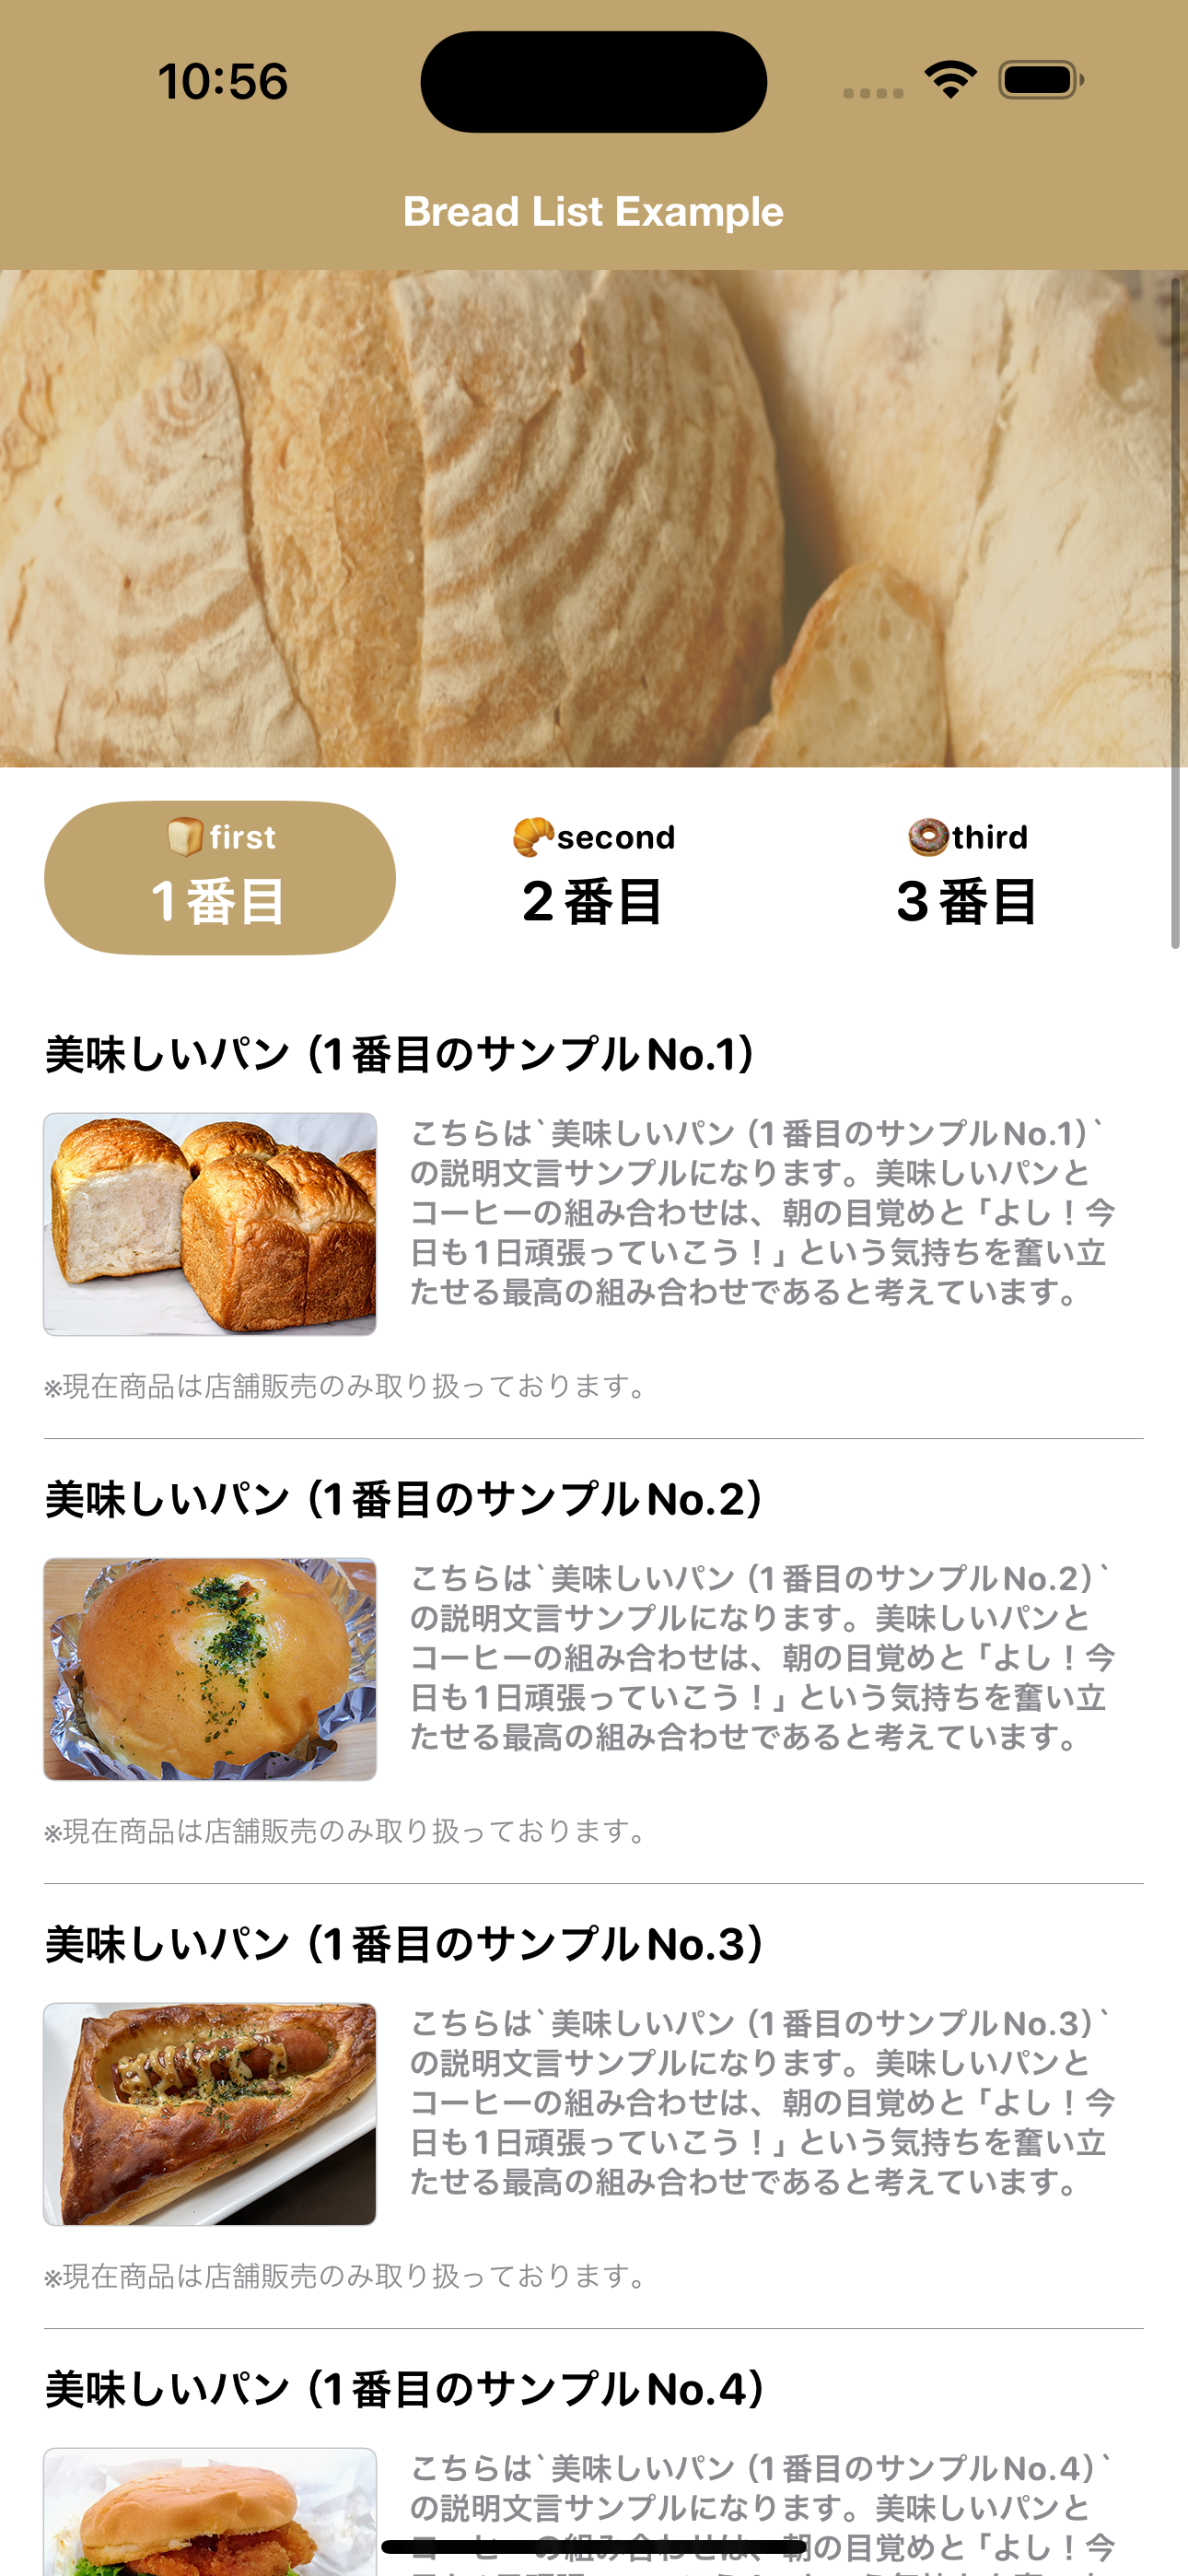 10:56
Bread List Example
🍞first
1番目
🥐second
2番目
🍩third
3番目
美味しいパン（1番目のサンプルNo.1）
こちらは`美味しいパン（1番目のサンプルNo.1）`
の説明文言サンプルになります。美味しいパンと
コーヒーの組み合わせは、朝の目覚めと「よし！今
日も1日頑張っていこう！」という気持ちを奮い立
たせる最高の組み合わせであると考えています。
※現在商品は店舗販売のみ取り扱っております。
美味しいパン（1番目のサンプルNo.2）
こちらは`美味しいパン（1番目のサンプルNo.2）`
の説明文言サンプルになります。美味しいパンと
コーヒーの組み合わせは、朝の目覚めと「よし！今
日も1日頑張っていこう！」という気持ちを奮い立
たせる最高の組み合わせであると考えています。
※現在商品は店舗販売のみ取り扱っております。
美味しいパン（1番目のサンプルNo.3）
こちらは`美味しいパン（1番目のサンプルNo.3）`
の説明文言サンプルになります。美味しいパンと
コーヒーの組み合わせは、朝の目覚めと「よし！今
日も1日頑張っていこう！」という気持ちを奮い立
たせる最高の組み合わせであると考えています。
※現在商品は店舗販売のみ取り扱っております。
美味しいパン（1番目のサンプルNo.4）
こちらは`美味しいパン（1番目のサンプルNo.4）`
の説明文言サンプルになります。美味しいパンと
コーヒーの組み合わせは、朝の目覚めと「よし！今